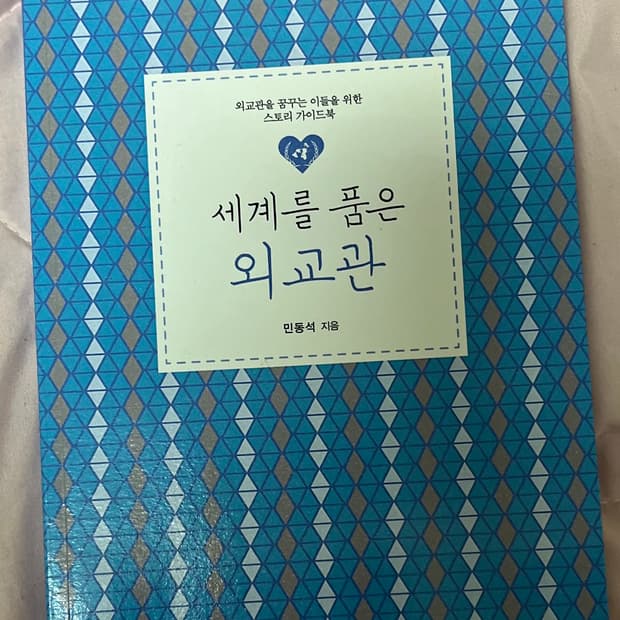 외교관을 꿈꾸는 이들을 위한
스토리 가이드북
세계를 품은
외교관
민동석 지음